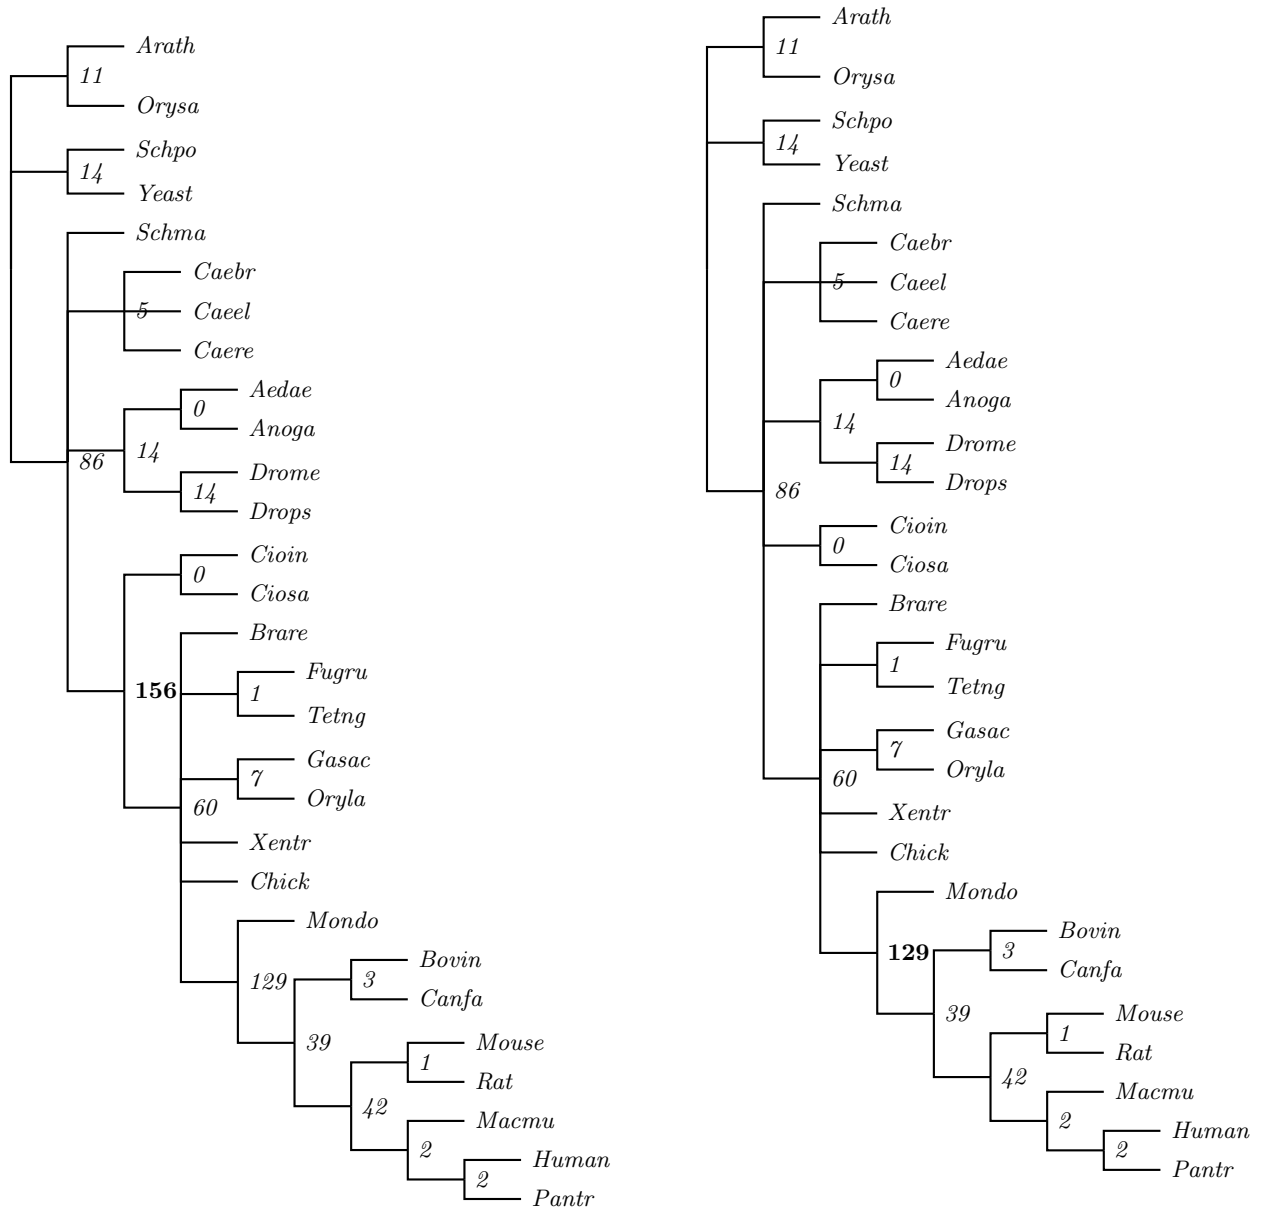 Arath
11
Orysa
Schpo
14
Yeast
Schma
Caebr
5
Caeel
Caere
Aedae
0
Anoga
86
14
Drome
14
Drops
Cioin
0
Ciosa
Brare
156
Fugru
1
Tetng
Gasac
7
Oryla
60
Xentr
Chick
Mondo
129
Bovin
3
Canfa
39
Mouse
1
Rat
42
Macmu
2
Human
2
Pantr
Arath
11
Orysa
Schpo
14
Yeast
Schma
Caebr
5
Caeel
Caere
Aedae
0
Anoga
14
Drome
14
Drops
86
Cioin
0
Ciosa
Brare
Fugru
1
Tetng
Gasac
7
Oryla
60
Xentr
Chick
Mondo
129
Bovin
3
Canfa
39
Mouse
1
Rat
42
Macmu
2
Human
2
Pantr